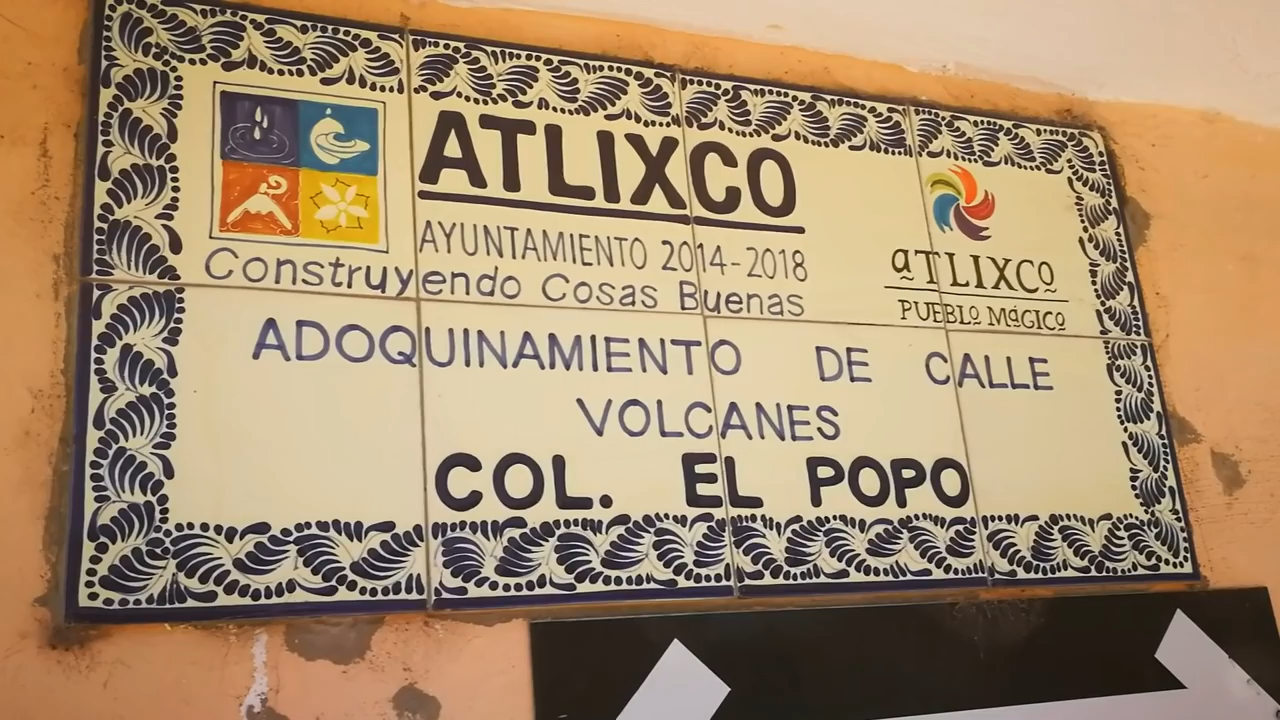 ATLIXCO
AYUNTAMIENTO 2014-2018
Construyendo Cosas Buenas
aTLIXCo
PUEBLo MáGICo
ADOQUINAMIENTO DE CALLE
VOLCANES
COL. EL POPO